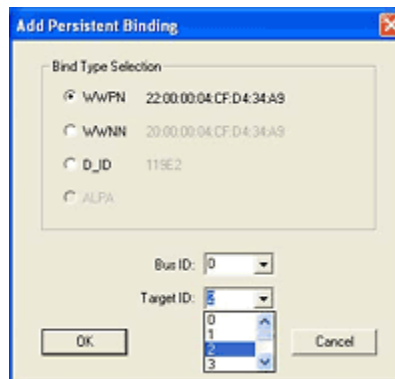 Add Persistent Binding
Bind Type Selection
WWPN 22:00:00:04:CF:D4:34:A9
WWNN 20:00:00:04:CF:D4:34:A9
D_ID 119E2
ALPA
Bus ID: 0
Target ID: 2
0
1
2
3
OK
Cancel